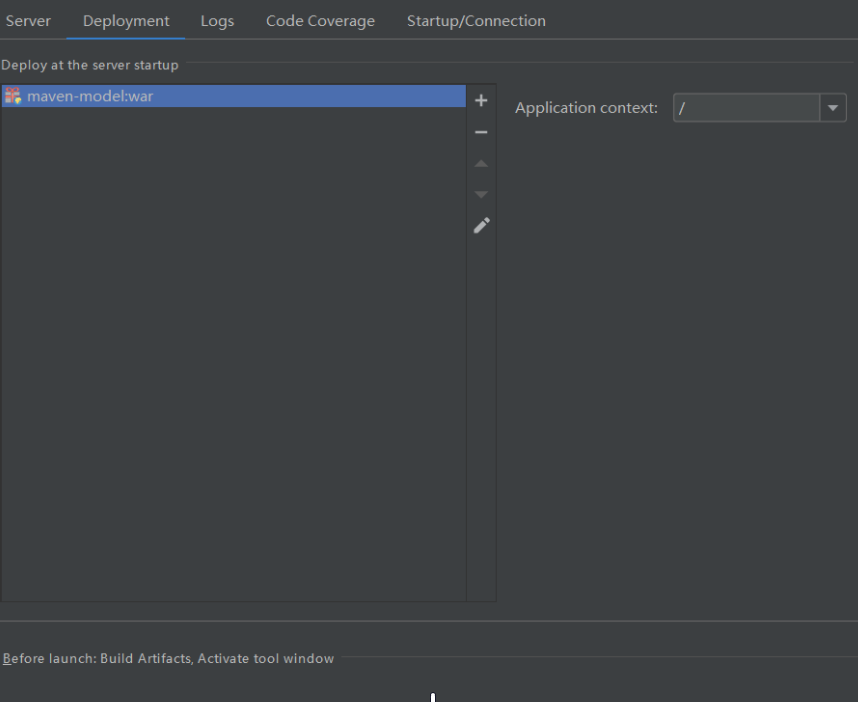 Server Deployment Logs Code Coverage Startup/Connection
Deploy at the server startup
maven-model:war
Application context: /
Before launch: Build Artifacts, Activate tool window